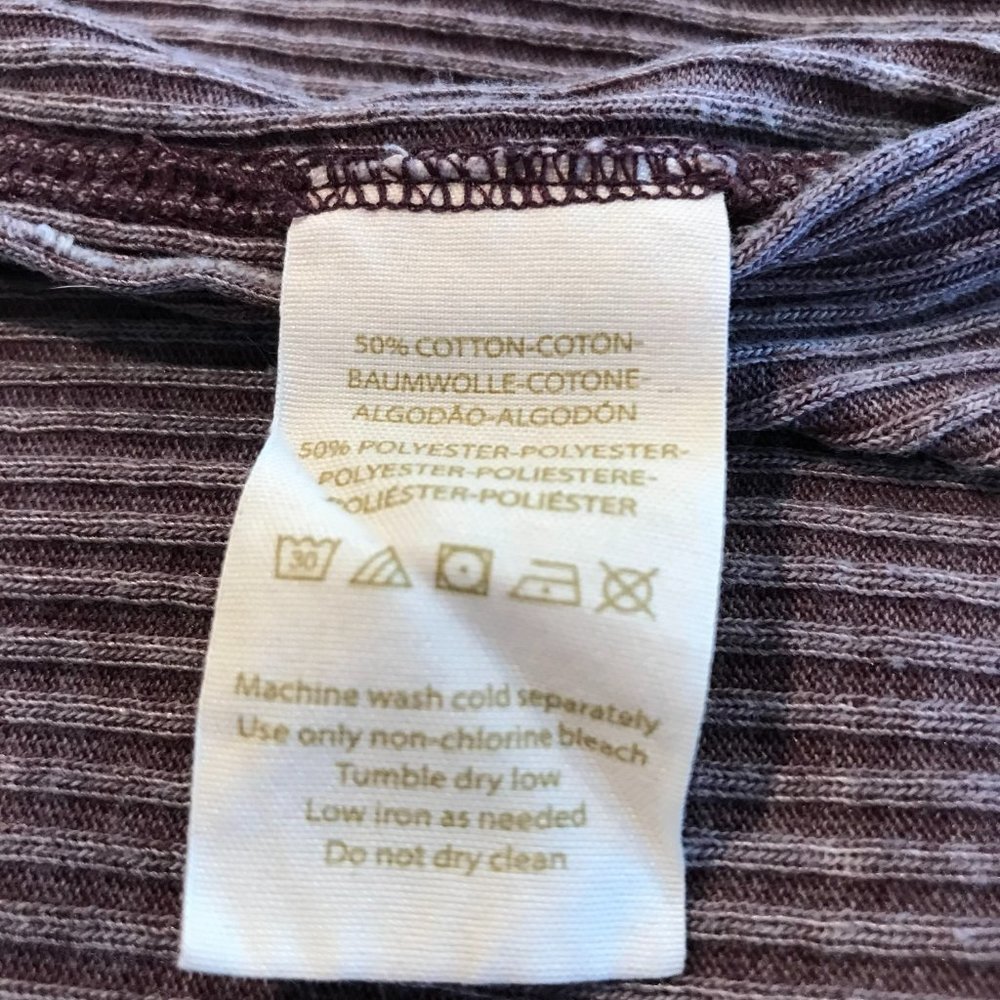 50% COTTON-COTON-
BAUMWOLLE-COTONE-
ALGODÃO-ALGODÓN
50% POLYESTER-POLYESTER-
POLYESTER-POLIESTERE-
POLIÉSTER-POLIÉSTER
30
Machine wash cold separately
Use only non-chlorine bleach
Tumble dry low
Low iron as needed
Do not dry clean